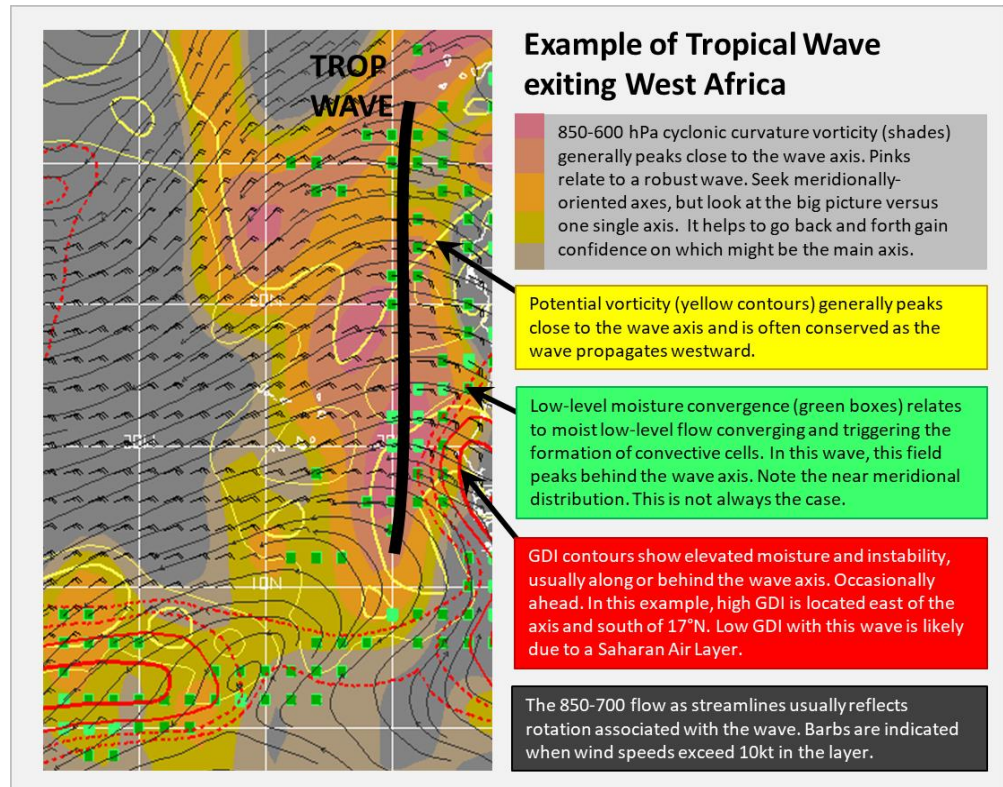 TROP
WAVE
20N
30W
10N
Example of Tropical Wave
exiting West Africa
850-600 hPa cyclonic curvature vorticity (shades)
generally peaks close to the wave axis. Pinks
relate to a robust wave. Seek meridionally-
oriented axes, but look at the big picture versus
one single axis.  It helps to go back and forth gain
confidence on which might be the main axis.
Potential vorticity (yellow contours) generally peaks
close to the wave axis and is often conserved as the
wave propagates westward.
Low-level moisture convergence (green boxes) relates
to moist low-level flow converging and triggering the
formation of convective cells. In this wave, this field
peaks behind the wave axis. Note the near meridional
distribution. This is not always the case.
GDI contours show elevated moisture and instability,
usually along or behind the wave axis. Occasionally
ahead. In this example, high GDI is located east of the
axis and south of 17°N. Low GDI with this wave is likely
due to a Saharan Air Layer.
The 850-700 flow as streamlines usually reflects
rotation associated with the wave. Barbs are indicated
when wind speeds exceed 10kt in the layer.